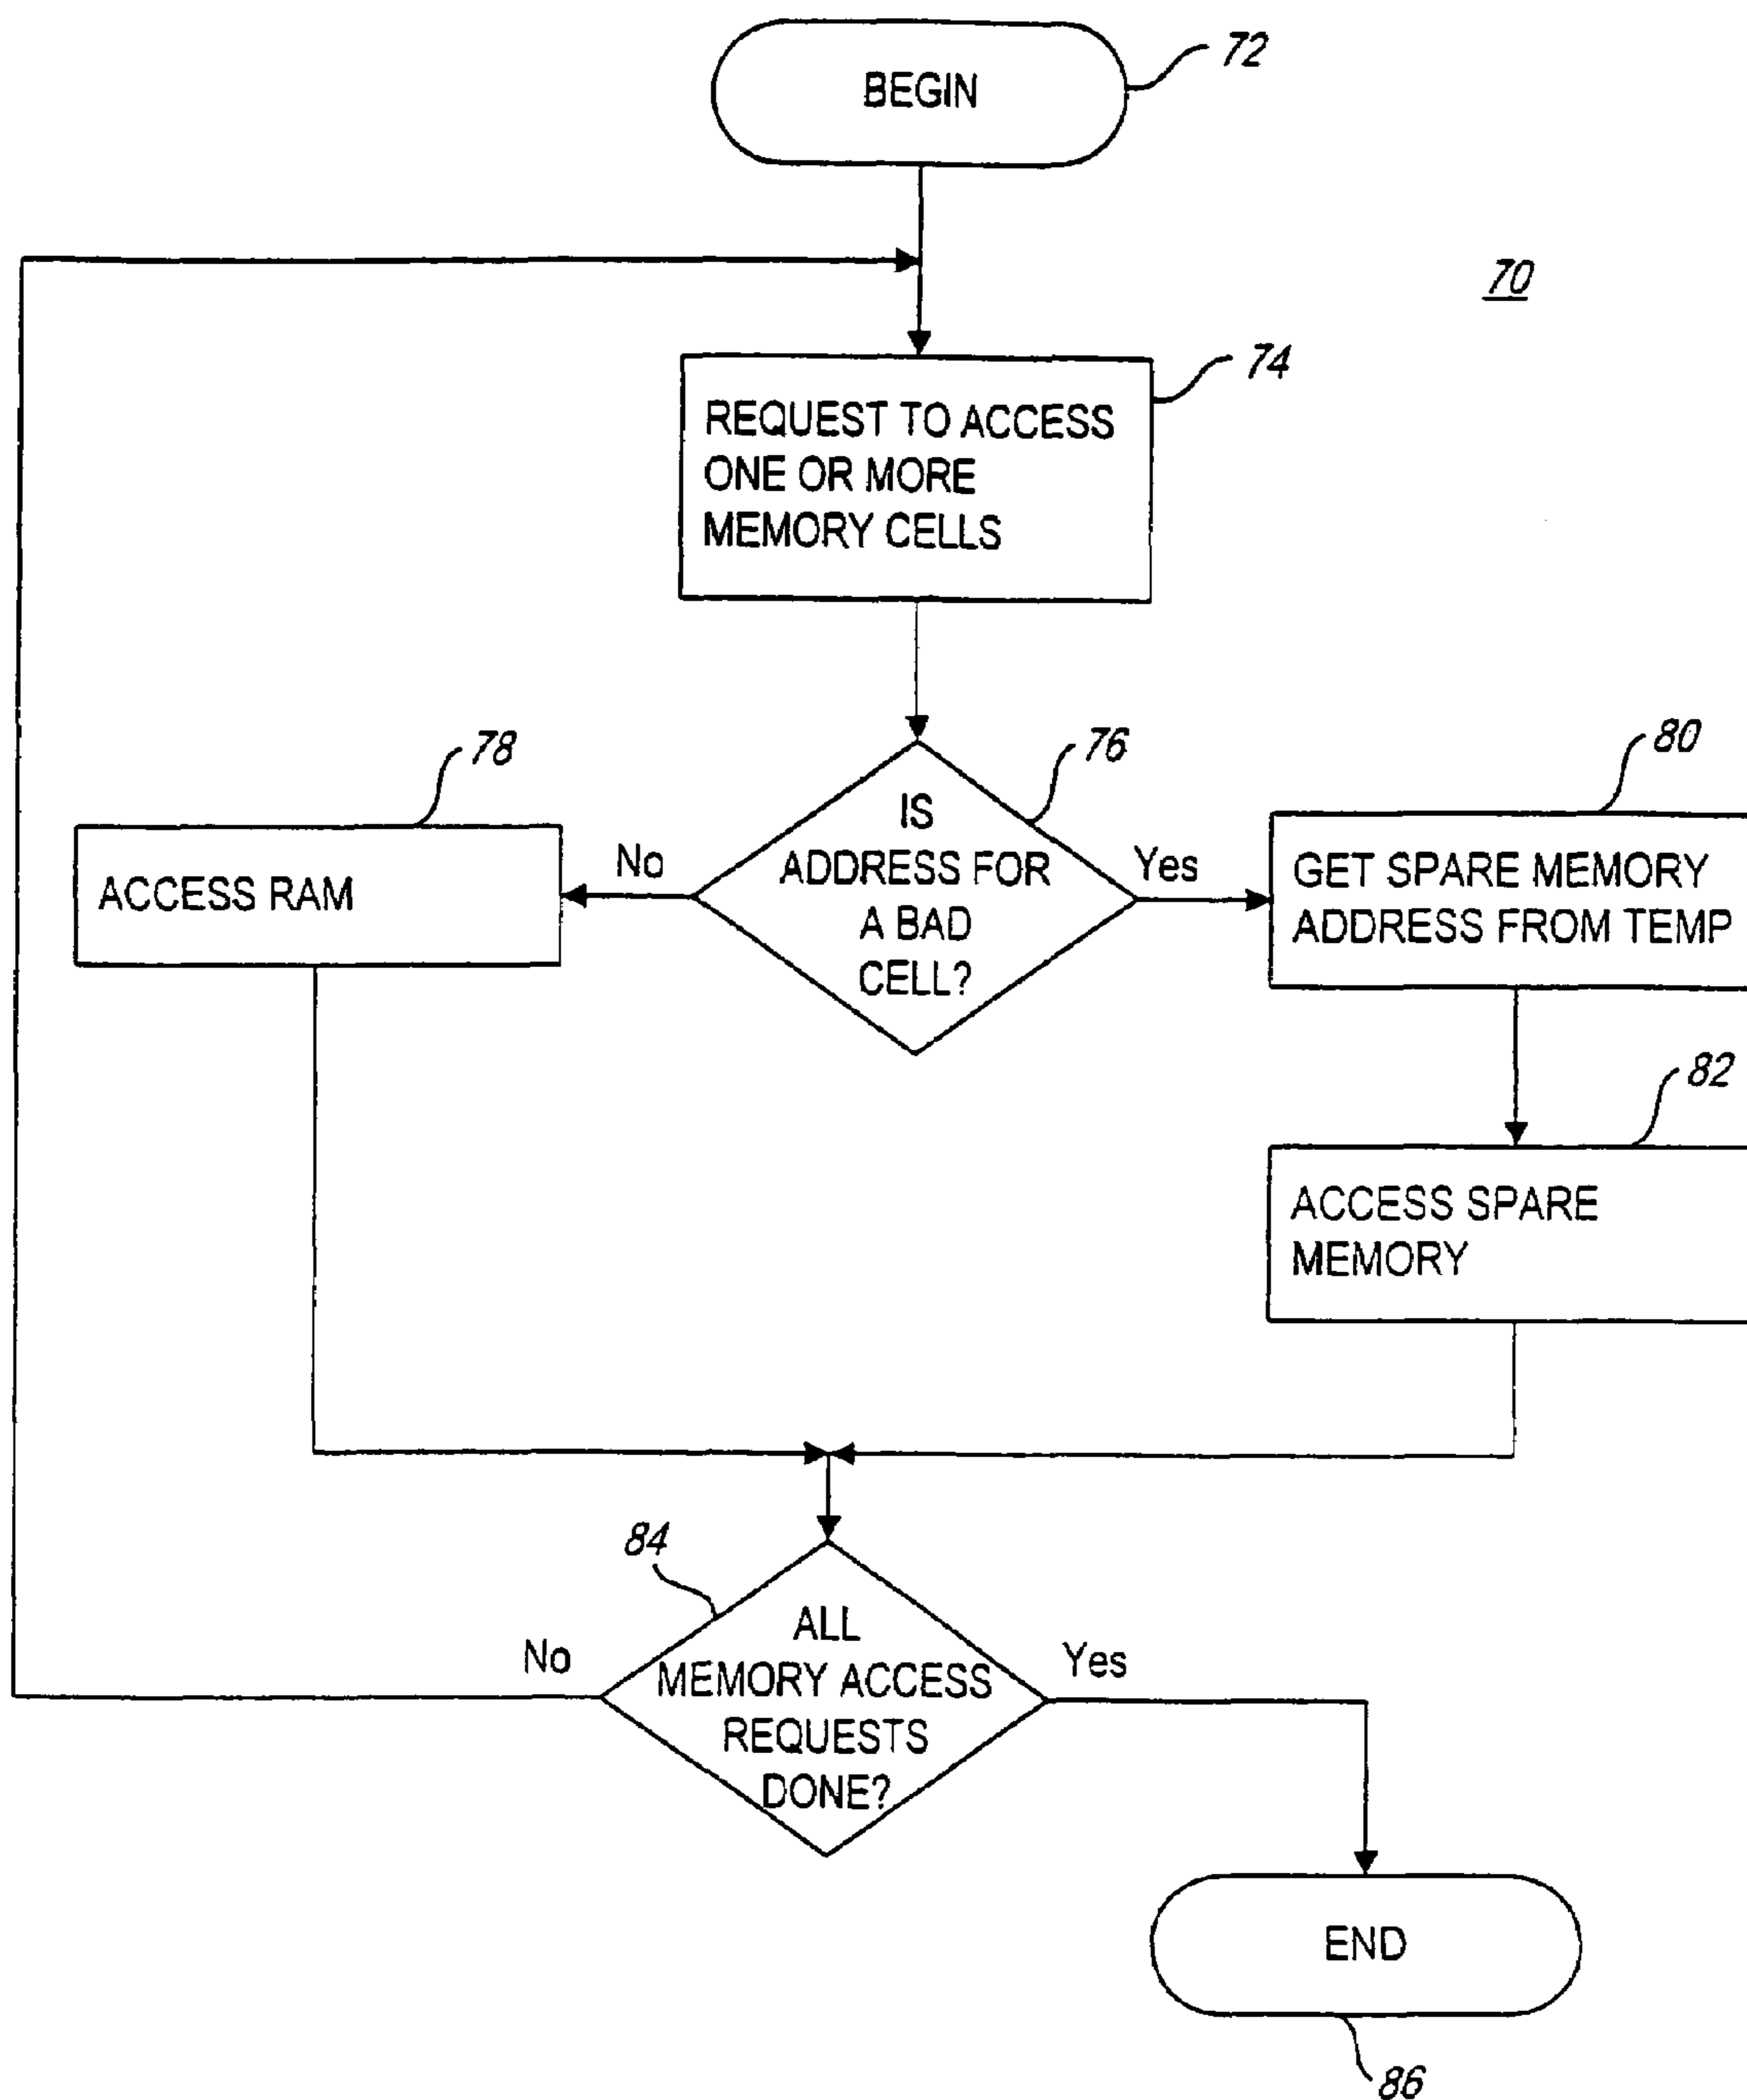 BEGIN
72
70
REQUEST TO ACCESS
ONE OR MORE
MEMORY CELLS
74
78
76
80
ACCESS RAM
No
IS
ADDRESS FOR
A BAD
CELL?
Yes
GET SPARE MEMORY
ADDRESS FROM TEMP
82
ACCESS SPARE
MEMORY
84
No
ALL
MEMORY ACCESS
REQUESTS
DONE?
Yes
END
86